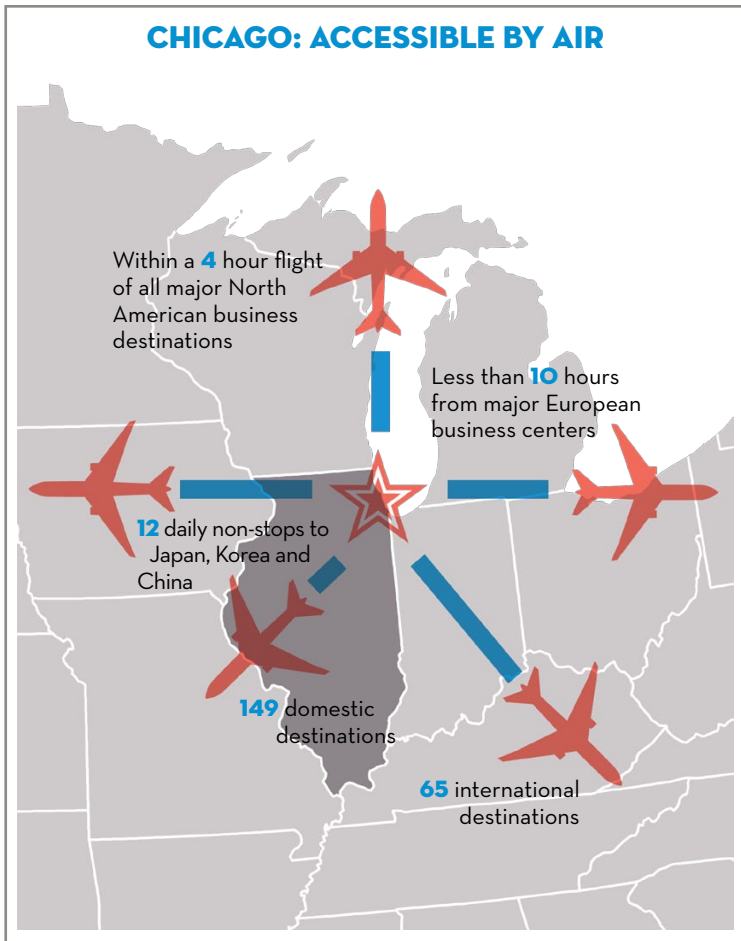 CHICAGO: ACCESSIBLE BY AIR
Within a 4 hour flight
of all major North
American business
destinations
Less than 10 hours
from major European
business centers
12 daily non-stops to
Japan, Korea and
China
149 domestic
destinations
65 international
destinations